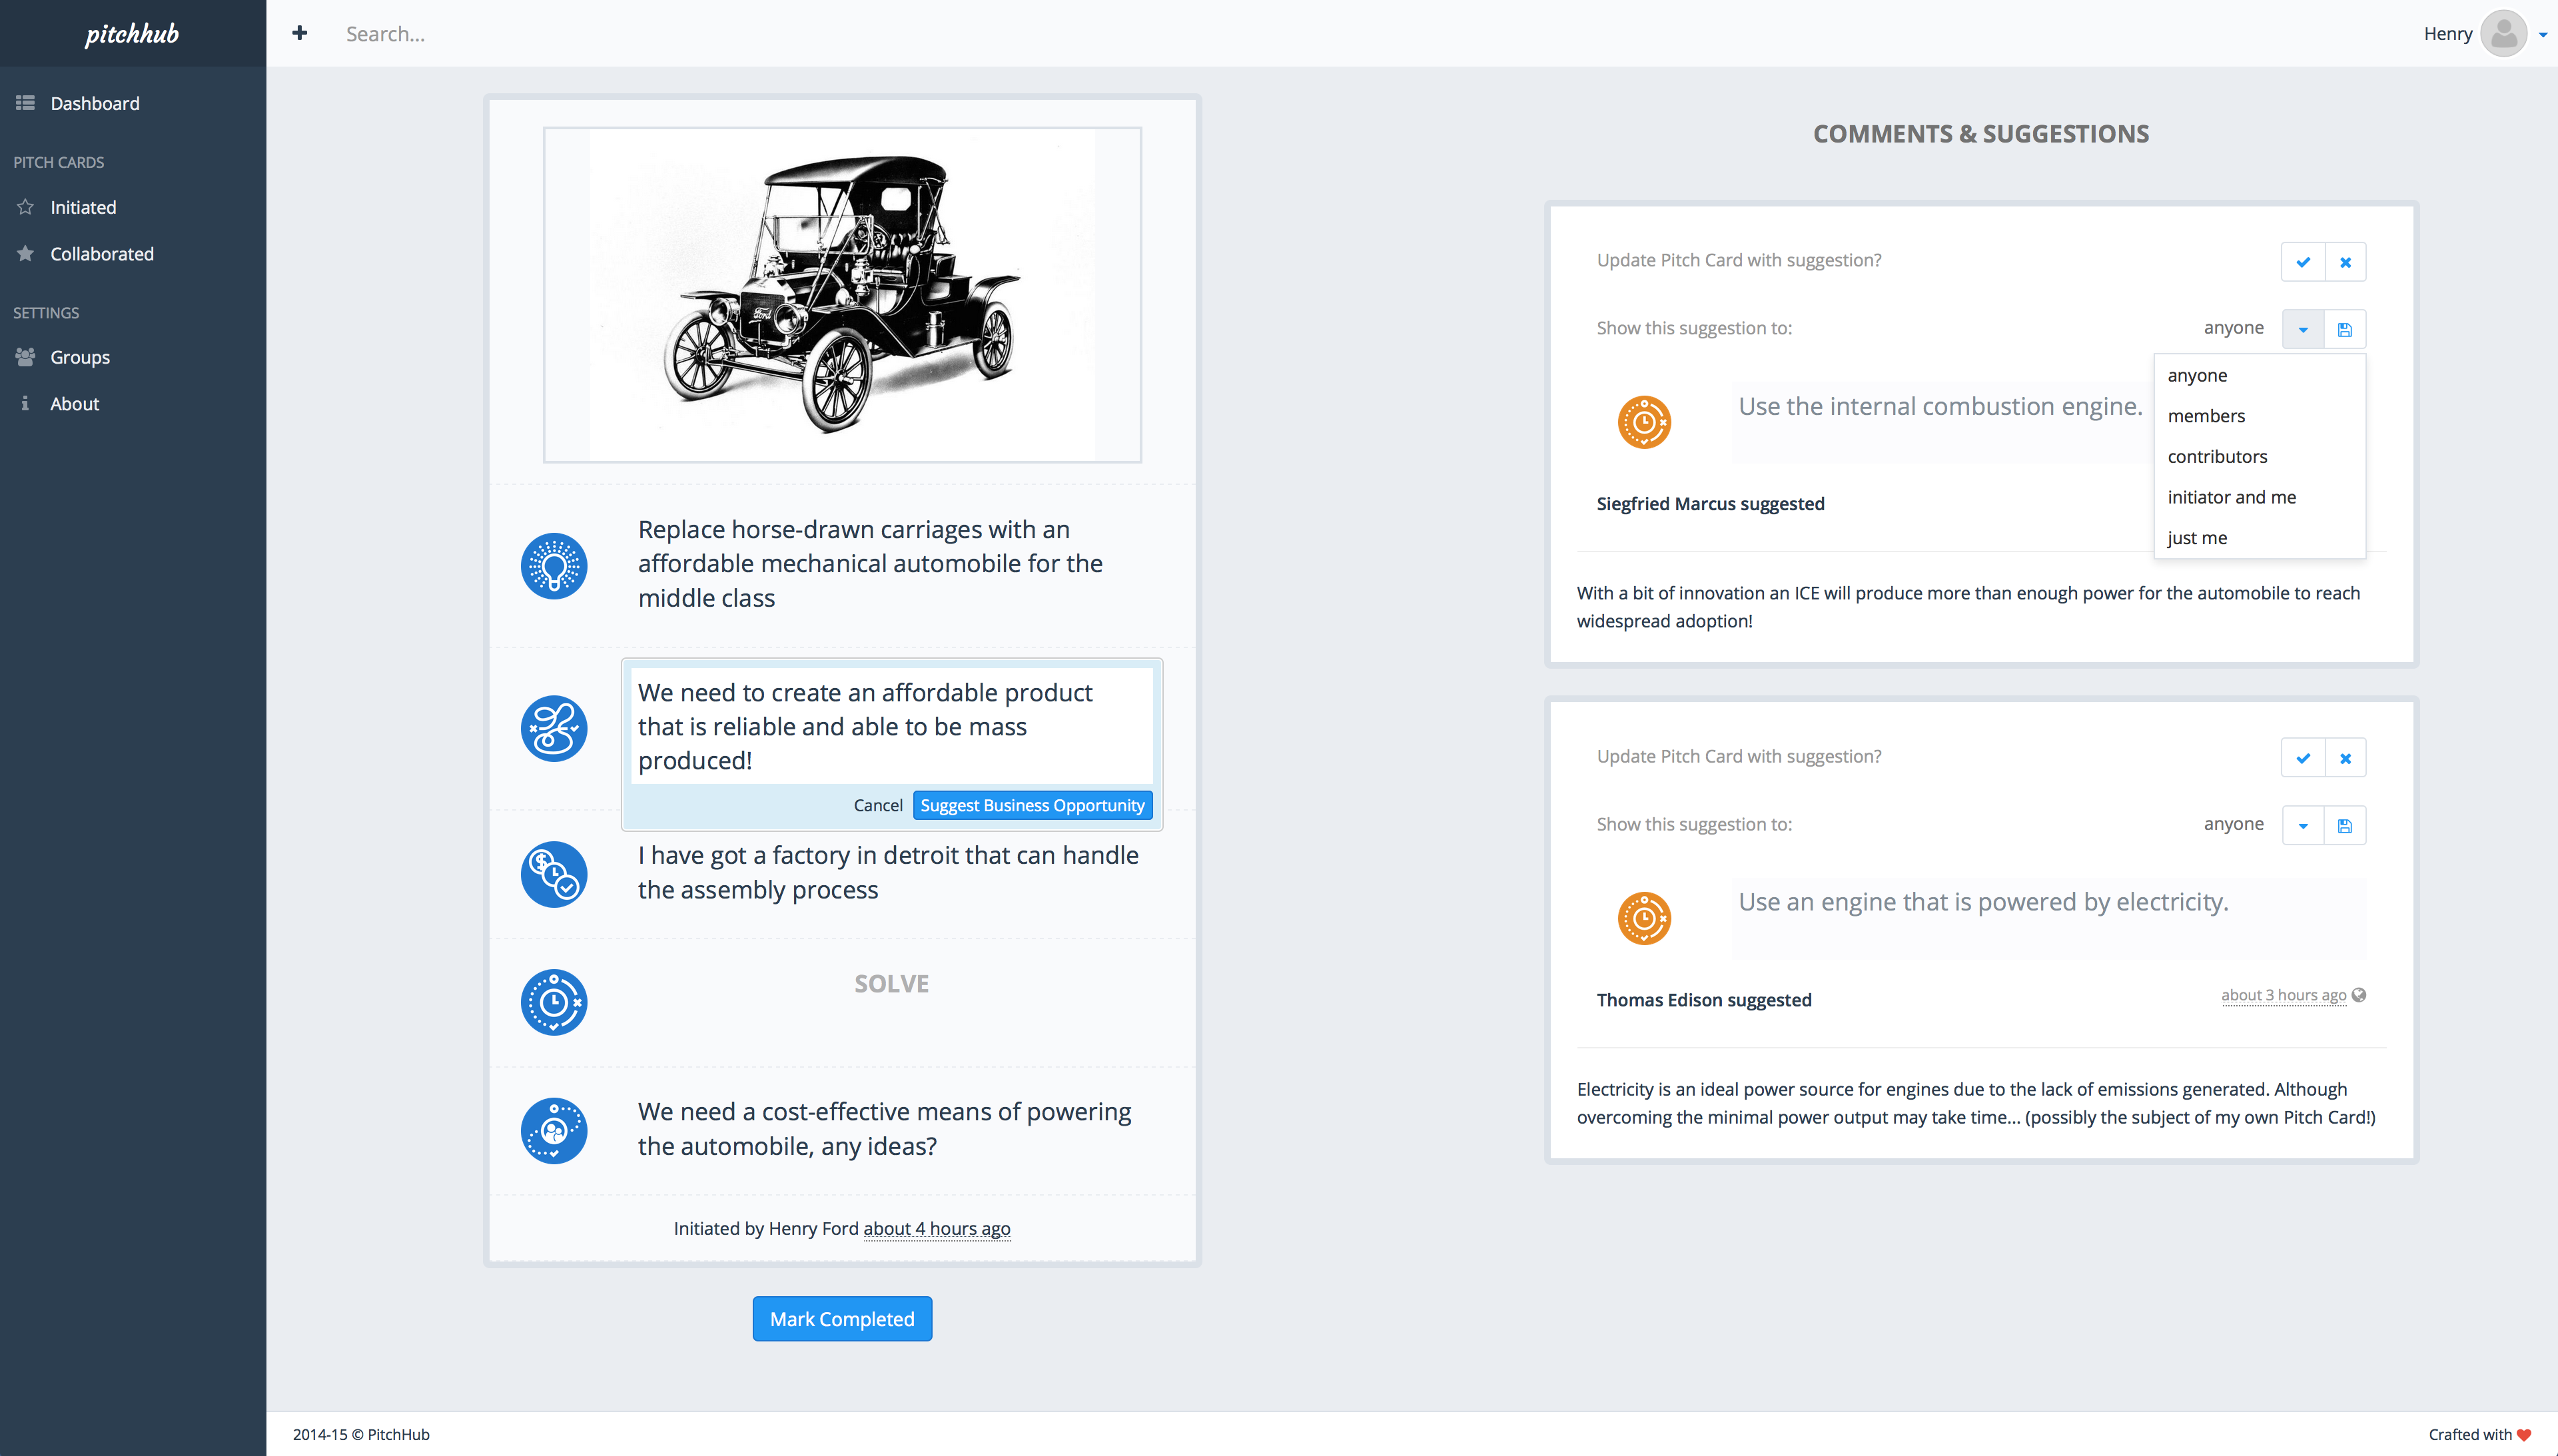 pitchhub
Search...
Henry
Dashboard
PITCH CARDS
Initiated
Collaborated
SETTINGS
Groups
About
Ford
Replace horse-drawn carriages with an
affordable mechanical automobile for the
middle class
We need to create an affordable product
that is reliable and able to be mass
produced!
Cancel
Suggest Business Opportunity
I have got a factory in detroit that can handle
the assembly process
SOLVE
We need a cost-effective means of powering
the automobile, any ideas?
Initiated by Henry Ford about 4 hours ago
Mark Completed
COMMENTS & SUGGESTIONS
Update Pitch Card with suggestion?
Show this suggestion to:
anyone
anyone
members
contributors
initiator and me
just me
Use the internal combustion engine.
Siegfried Marcus suggested
With a bit of innovation an ICE will produce more than enough power for the automobile to reach
widespread adoption!
Update Pitch Card with suggestion?
Show this suggestion to:
anyone
Use an engine that is powered by electricity.
Thomas Edison suggested
about 3 hours ago
Electricity is an ideal power source for engines due to the lack of emissions generated. Although
overcoming the minimal power output may take time... (possibly the subject of my own Pitch Card!)
2014-15 © PitchHub
Crafted with